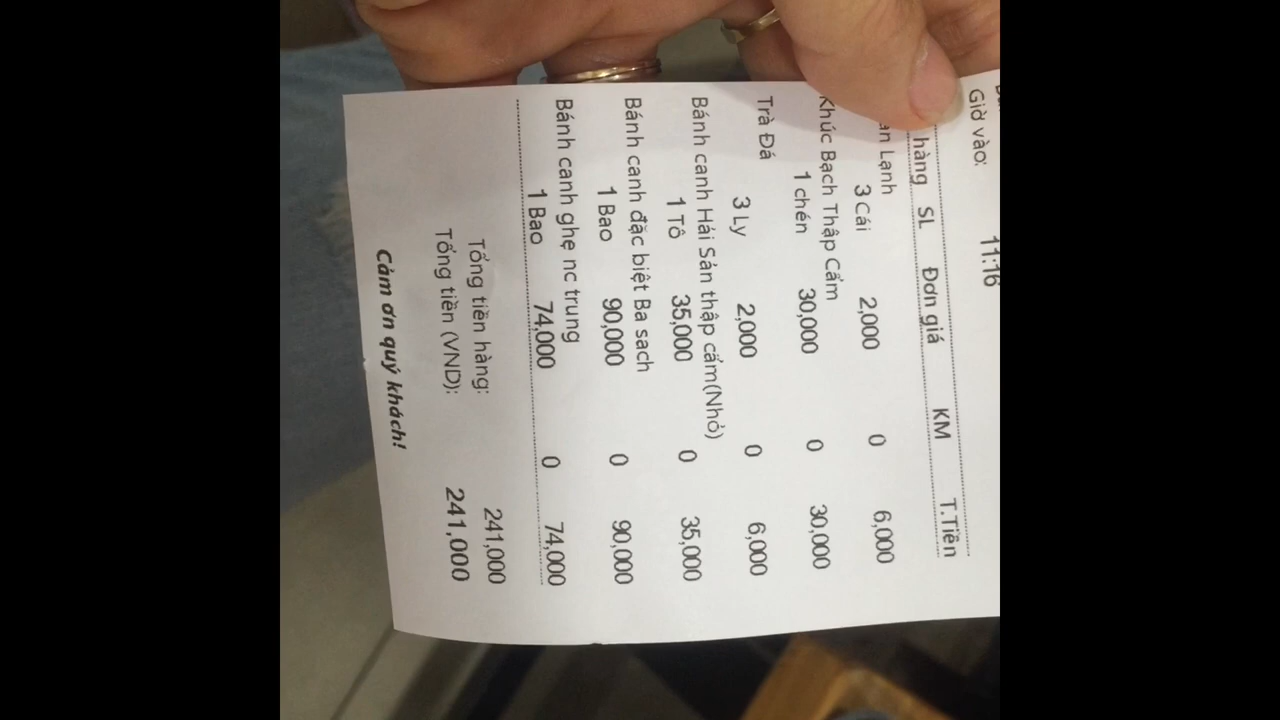 Giờ vào: 11:16
hàng SL Đơn giá KM T.Tiền
Lạnh
3 Cái 2,000 0 6,000
Khúc Bạch Thập Cẩm
1 chén 30,000 0 30,000
Trà Đá
3 Ly 2,000 0 6,000
Bánh canh Hải Sản thập cẩm(Nhỏ)
1 Tô 35,000 0 35,000
Bánh canh đặc biệt Ba sach
1 Bao 90,000 0 90,000
Bánh canh ghẹ nc trung
1 Bao 74,000 0 74,000
Tổng tiền hàng: 241,000
Tổng tiền (VND): 241,000
Cảm ơn quý khách!